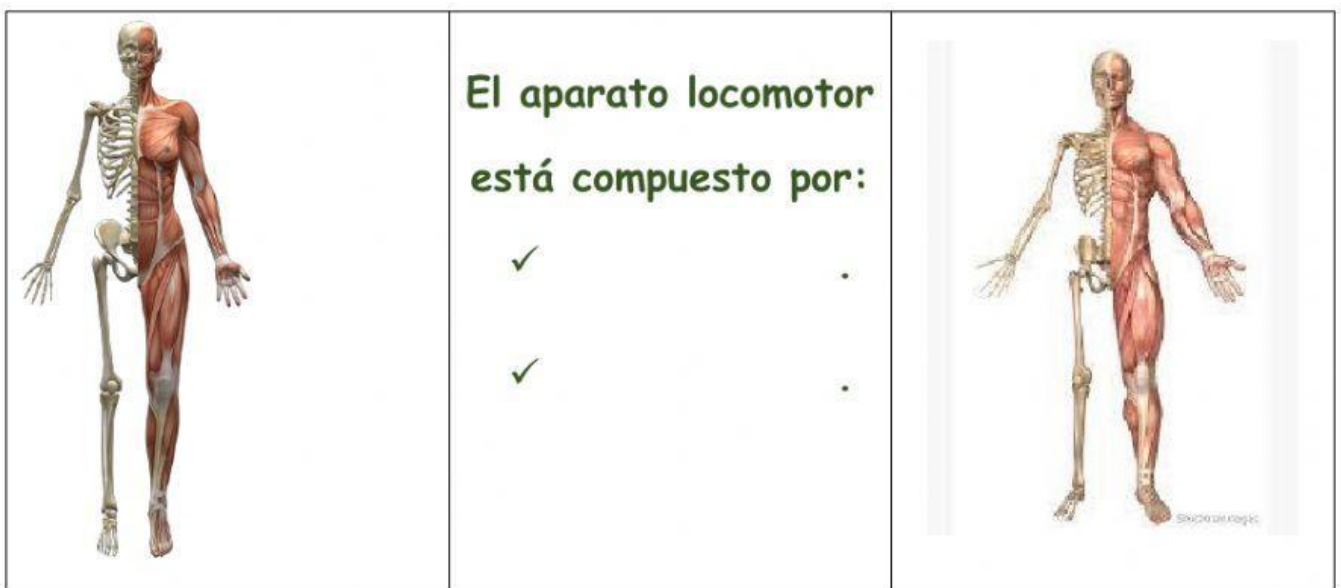 El aparato locomotor
está compuesto por:
✓ .
✓ .